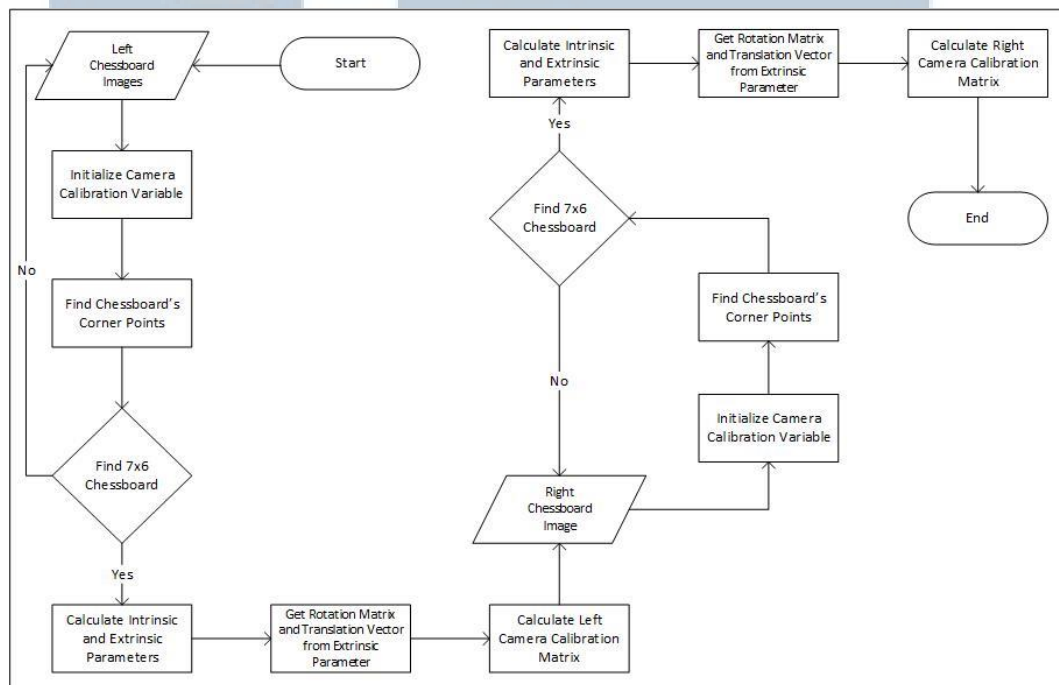 Left
Chessboard
Images
Start
Initialize Camera
Calibration Variable
Find Chessboard's
Corner Points
No
Find 7x6
Chessboard
Yes
Calculate Intrinsic
and Extrinsic
Parameters
Get Rotation Matrix
and Translation Vector
from Extrinsic
Parameter
Calculate Left
Camera Calibration
Matrix
Right
Chessboard
Image
Initialize Camera
Calibration Variable
Find Chessboard's
Corner Points
Find 7x6
Chessboard
No
Yes
Calculate Intrinsic
and Extrinsic
Parameters
Get Rotation Matrix
and Translation Vector
from Extrinsic
Parameter
Calculate Right
Camera Calibration
Matrix
End